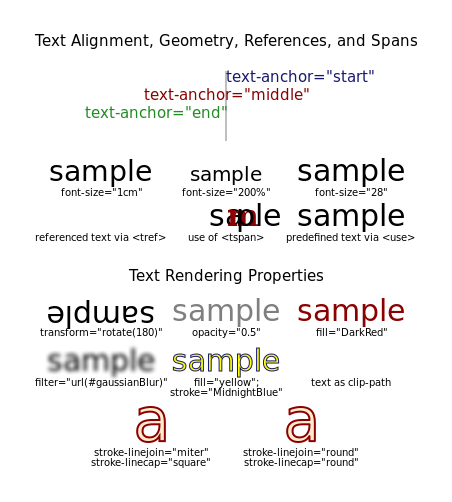 Text Alignment, Geometry, References, and Spans
text-anchor="start"
text-anchor="middle"
text-anchor="end"
sample sample sample
font-size="1cm" font-size="200%" font-size="28"
sample sample
referenced text via <tref> use of <tspan> predefined text via <use>
Text Rendering Properties
sample sample sample
transform="rotate(180)" opacity="0.5" fill="DarkRed"
sample sample
filter="url(#gaussianBlur)" fill="yellow"; text as clip-path
stroke="MidnightBlue"
a a
stroke-linejoin="miter" stroke-linejoin="round"
stroke-linecap="square" stroke-linecap="round"